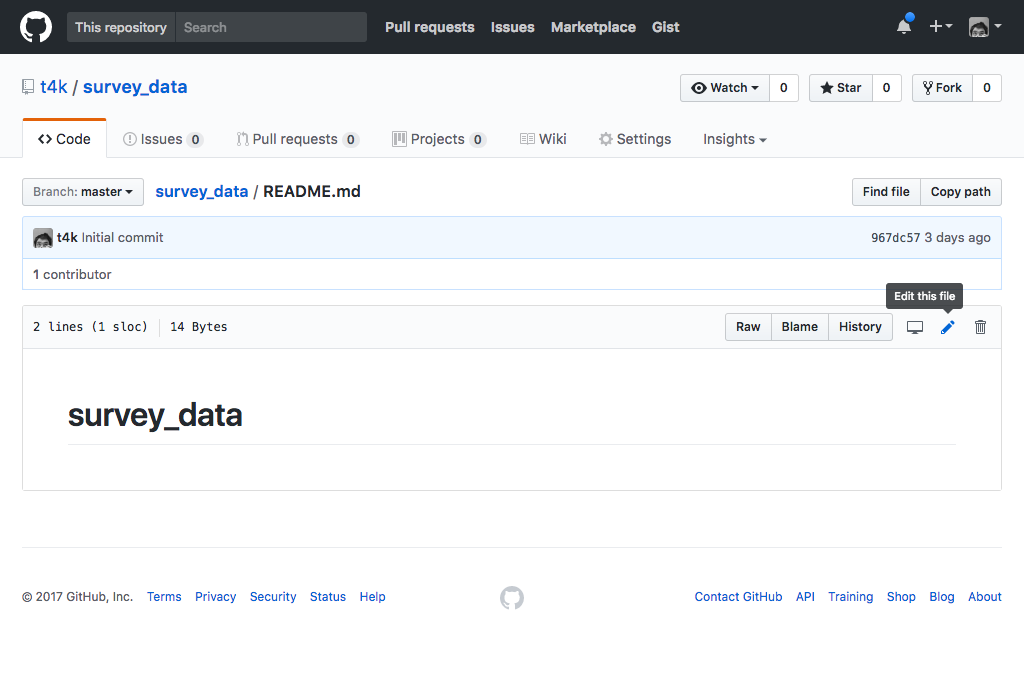 This repository Search Pull requests Issues Marketplace Gist
t4k / survey_data Watch 0 Star 0 Fork 0
Code Issues 0 Pull requests 0 Projects 0 Wiki Settings Insights
Branch: master survey_data / README.md Find file Copy path
t4k Initial commit 967dc57 3 days ago
1 contributor
Edit this file
2 lines (1 sloc) 14 Bytes Raw Blame History
survey_data
© 2017 GitHub, Inc. Terms Privacy Security Status Help Contact GitHub API Training Shop Blog About